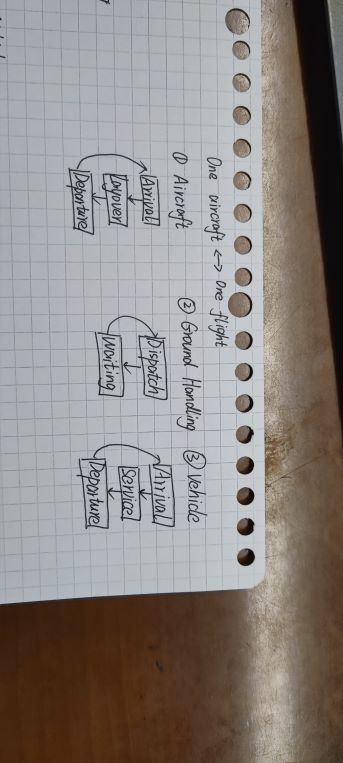 One aircraft ↔ One flight
① Aircraft
Arrival
Layover
Departure
② Ground Handling
Dispatch
Waiting
③ Vehicle
Arrival
Service
Departure